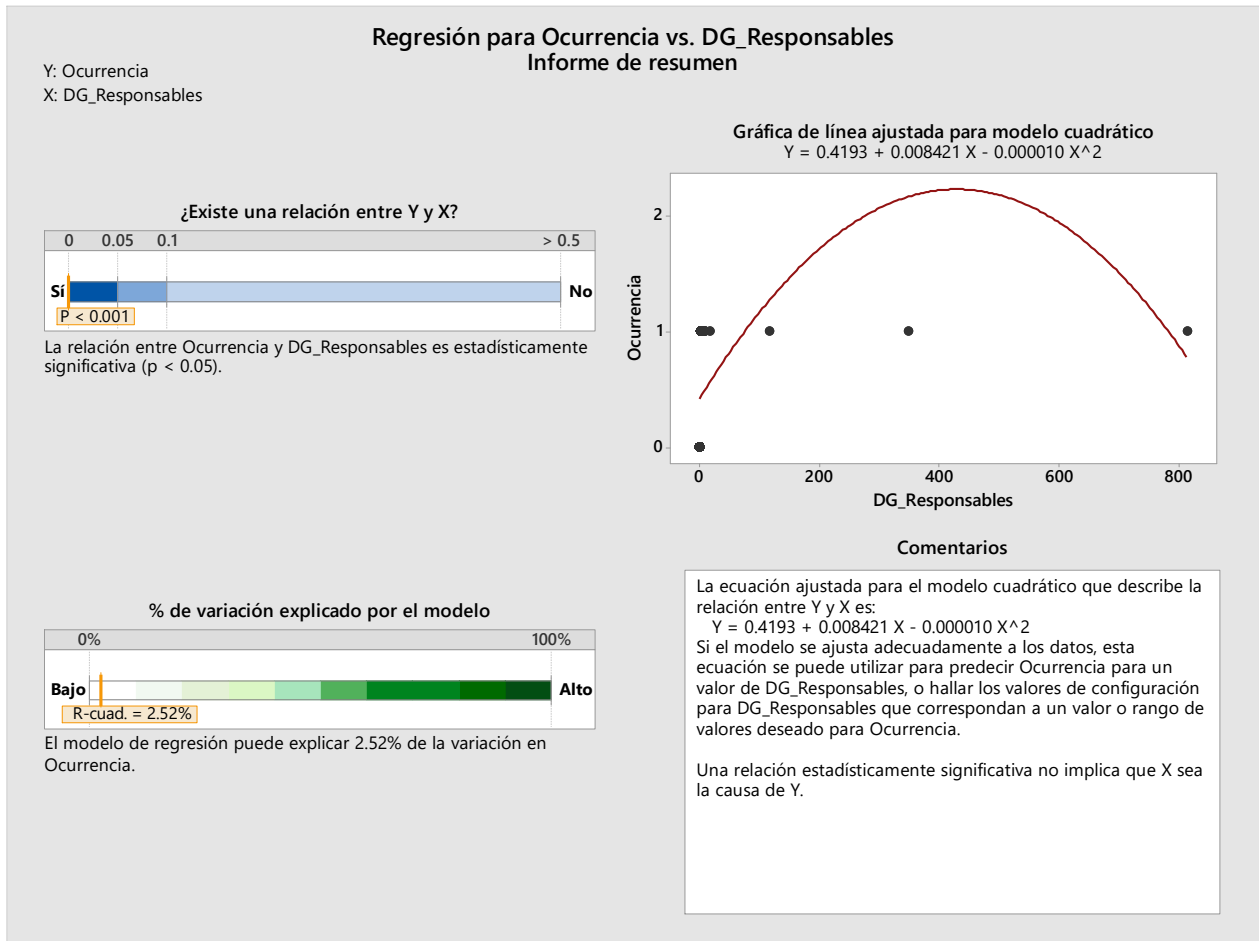 Regresión para Ocurrencia vs. DG_Responsables
Informe de resumen
Y: Ocurrencia
X: DG_Responsables
¿Existe una relación entre Y y X?
0 0.05 0.1 > 0.5
Sí No
P < 0.001
La relación entre Ocurrencia y DG_Responsables es estadísticamente
significativa (p < 0.05).
% de variación explicado por el modelo
0% 100%
Bajo Alto
R-cuad. = 2.52%
El modelo de regresión puede explicar 2.52% de la variación en
Ocurrencia.
Gráfica de línea ajustada para modelo cuadrático
Y = 0.4193 + 0.008421 X - 0.000010 X^2
2
1
0
Ocurrencia
0 200 400 600 800
DG_Responsables
Comentarios
La ecuación ajustada para el modelo cuadrático que describe la
relación entre Y y X es:
Y = 0.4193 + 0.008421 X - 0.000010 X^2
Si el modelo se ajusta adecuadamente a los datos, esta
ecuación se puede utilizar para predecir Ocurrencia para un
valor de DG_Responsables, o hallar los valores de configuración
para DG_Responsables que correspondan a un valor o rango de
valores deseado para Ocurrencia.
Una relación estadísticamente significativa no implica que X sea
la causa de Y.